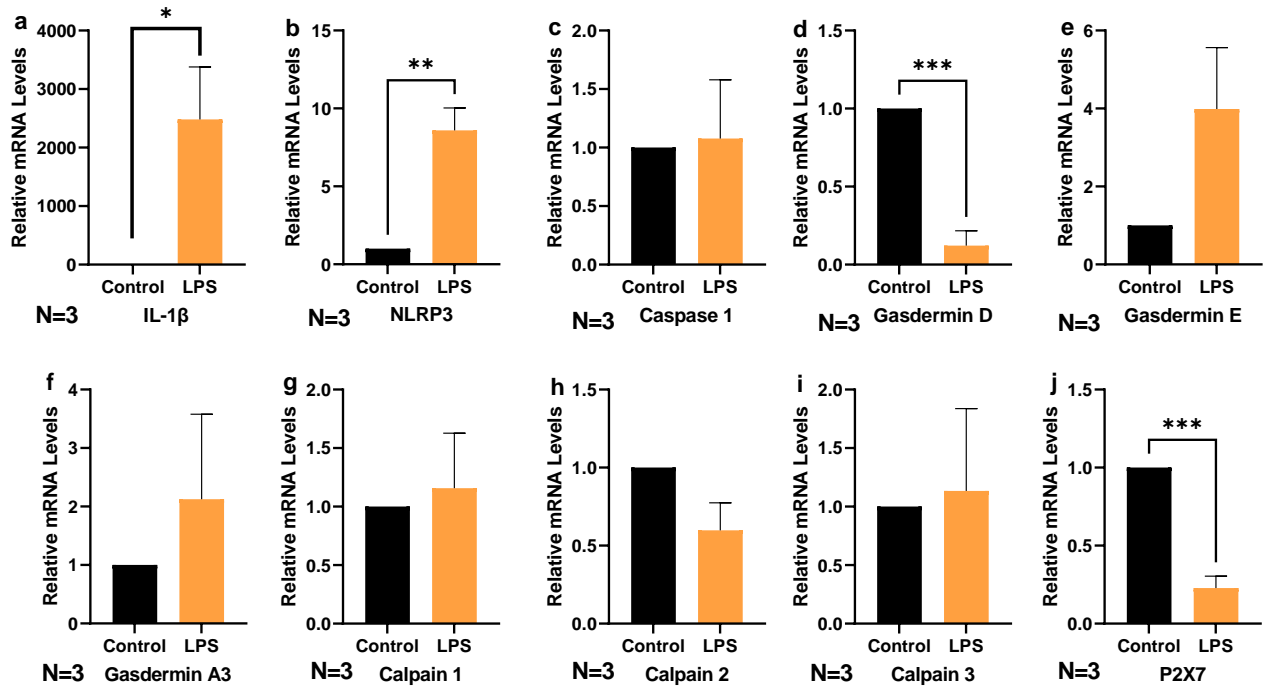 a
*
Relative mRNA Levels
4000
3000
2000
1000
0
Control LPS
N=3 IL-1β
b
**
Relative mRNA Levels
15
10
5
0
Control LPS
N=3 NLRP3
c
Relative mRNA Levels
2.0
1.5
1.0
0.5
0.0
Control LPS
N=3 Caspase 1
d
***
Relative mRNA Levels
1.5
1.0
0.5
0.0
Control LPS
N=3 Gasdermin D
e
Relative mRNA Levels
6
4
2
0
Control LPS
N=3 Gasdermin E
f
Relative mRNA Levels
4
3
2
1
0
Control LPS
N=3 Gasdermin A3
g
Relative mRNA Levels
2.0
1.5
1.0
0.5
0.0
Control LPS
N=3 Calpain 1
h
Relative mRNA Levels
1.5
1.0
0.5
0.0
Control LPS
N=3 Calpain 2
i
Relative mRNA Levels
2.0
1.5
1.0
0.5
0.0
Control LPS
N=3 Calpain 3
j
***
Relative mRNA Levels
1.5
1.0
0.5
0.0
Control LPS
N=3 P2X7